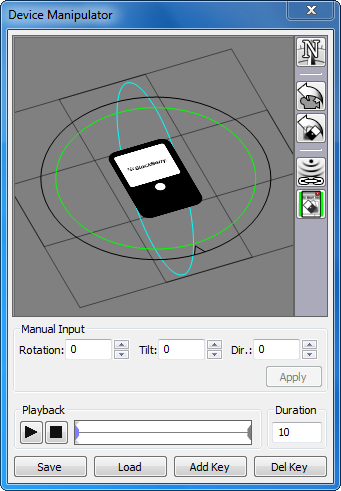 Device Manipulator
N
BlackBerry
Manual Input
Rotation: 0 Tilt: 0 Dir.: 0
Apply
Playback
Duration
10
Save Load Add Key Del Key